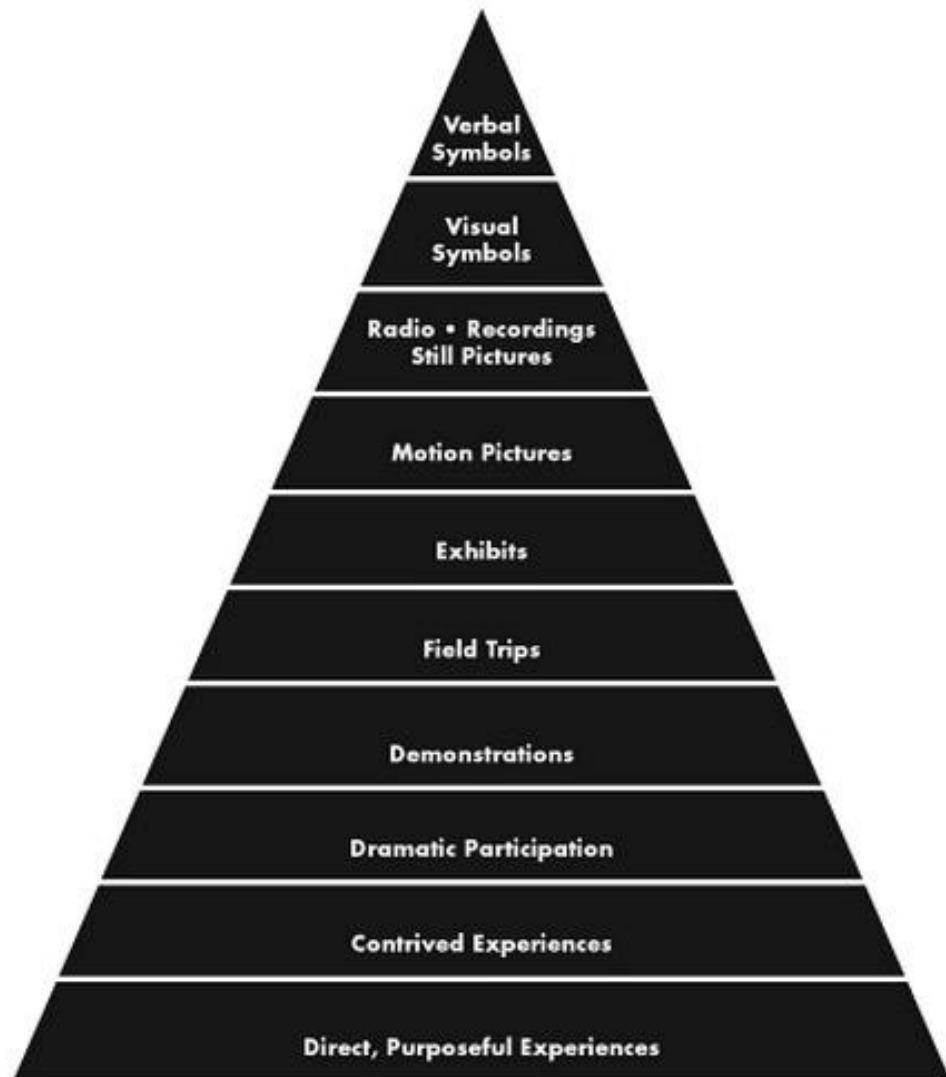 Verbal
Symbols
Visual
Symbols
Radio • Recordings
Still Pictures
Motion Pictures
Exhibits
Field Trips
Demonstrations
Dramatic Participation
Contrived Experiences
Direct, Purposeful Experiences